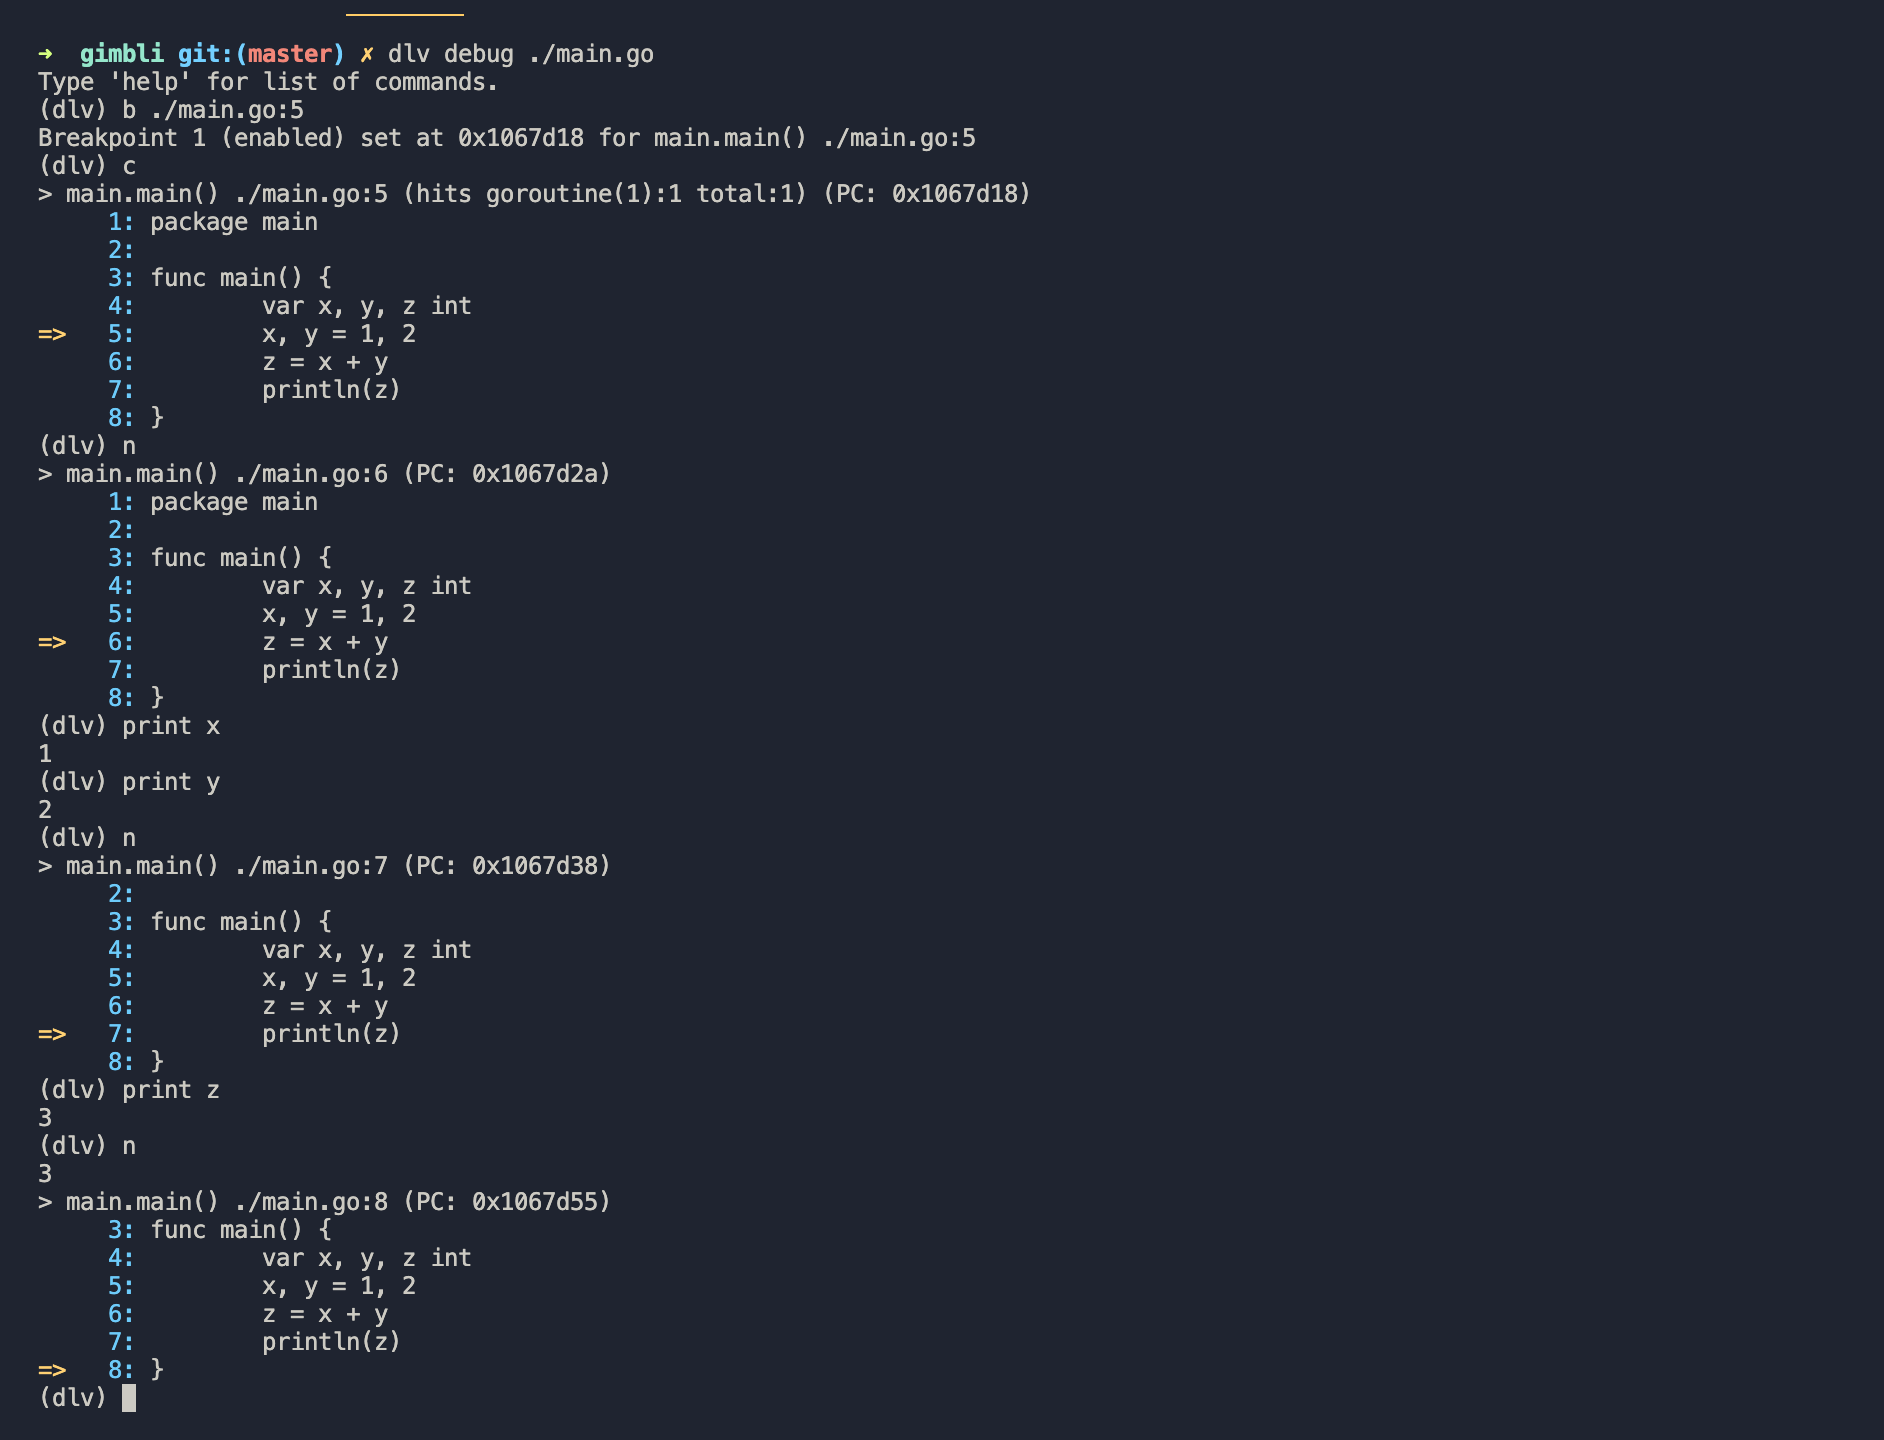 ➜  gimbli git:(master) ✗ dlv debug ./main.go
Type 'help' for list of commands.
(dlv) b ./main.go:5
Breakpoint 1 (enabled) set at 0x1067d18 for main.main() ./main.go:5
(dlv) c
> main.main() ./main.go:5 (hits goroutine(1):1 total:1) (PC: 0x1067d18)
     1: package main
     2:
     3: func main() {
     4:         var x, y, z int
=>   5:         x, y = 1, 2
     6:         z = x + y
     7:         println(z)
     8: }
(dlv) n
> main.main() ./main.go:6 (PC: 0x1067d2a)
     1: package main
     2:
     3: func main() {
     4:         var x, y, z int
     5:         x, y = 1, 2
=>   6:         z = x + y
     7:         println(z)
     8: }
(dlv) print x
1
(dlv) print y
2
(dlv) n
> main.main() ./main.go:7 (PC: 0x1067d38)
     2:
     3: func main() {
     4:         var x, y, z int
     5:         x, y = 1, 2
     6:         z = x + y
=>   7:         println(z)
     8: }
(dlv) print z
3
(dlv) n
3
> main.main() ./main.go:8 (PC: 0x1067d55)
     3: func main() {
     4:         var x, y, z int
     5:         x, y = 1, 2
     6:         z = x + y
     7:         println(z)
=>   8: }
(dlv)